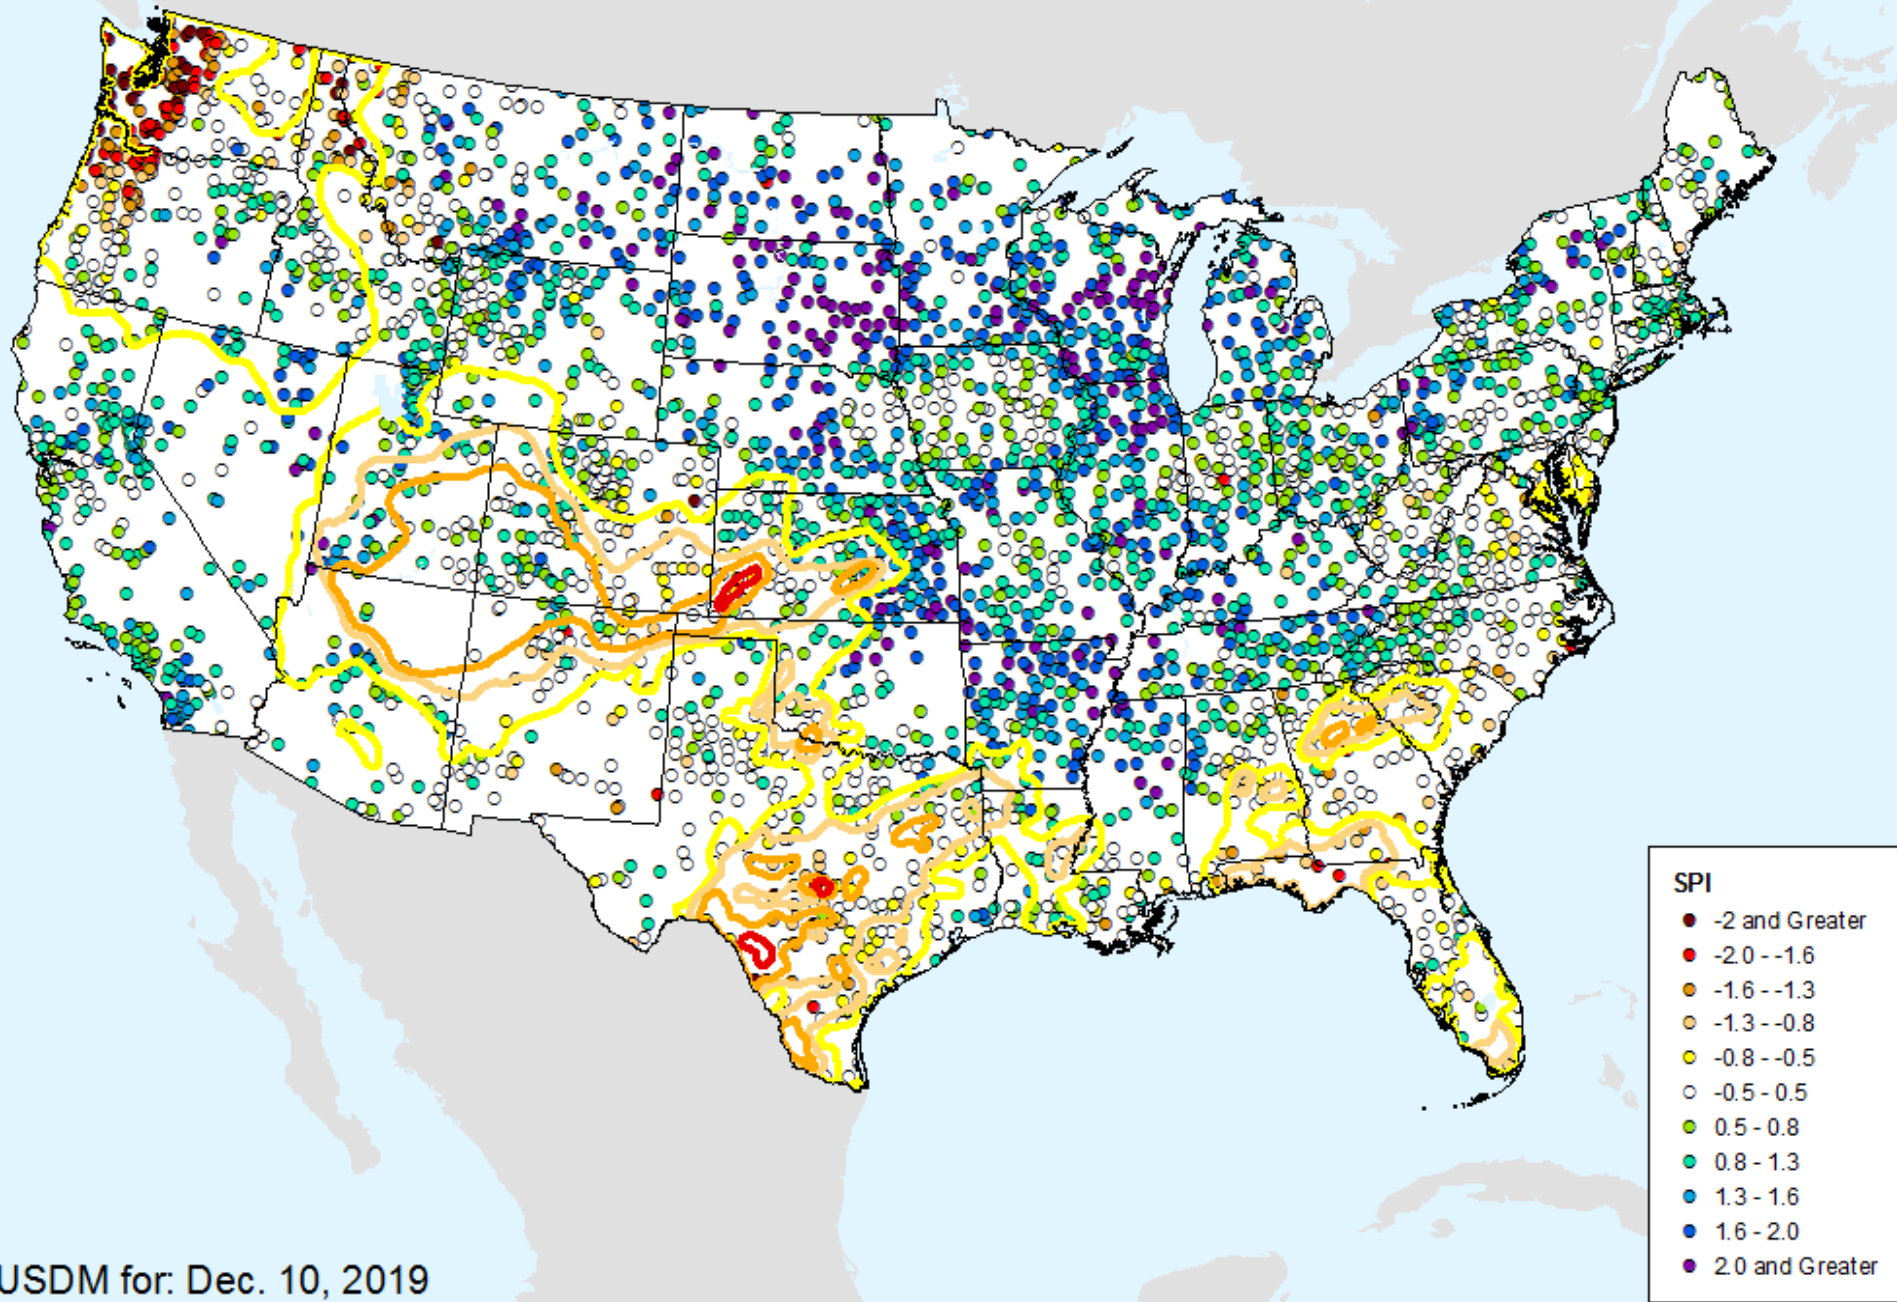 SPI
-2 and Greater
-2.0 - -1.6
-1.6 - -1.3
-1.3 - -0.8
-0.8 - -0.5
-0.5 - 0.5
0.5 - 0.8
0.8 - 1.3
1.3 - 1.6
1.6 - 2.0
2.0 and Greater
USDM for: Dec. 10, 2019